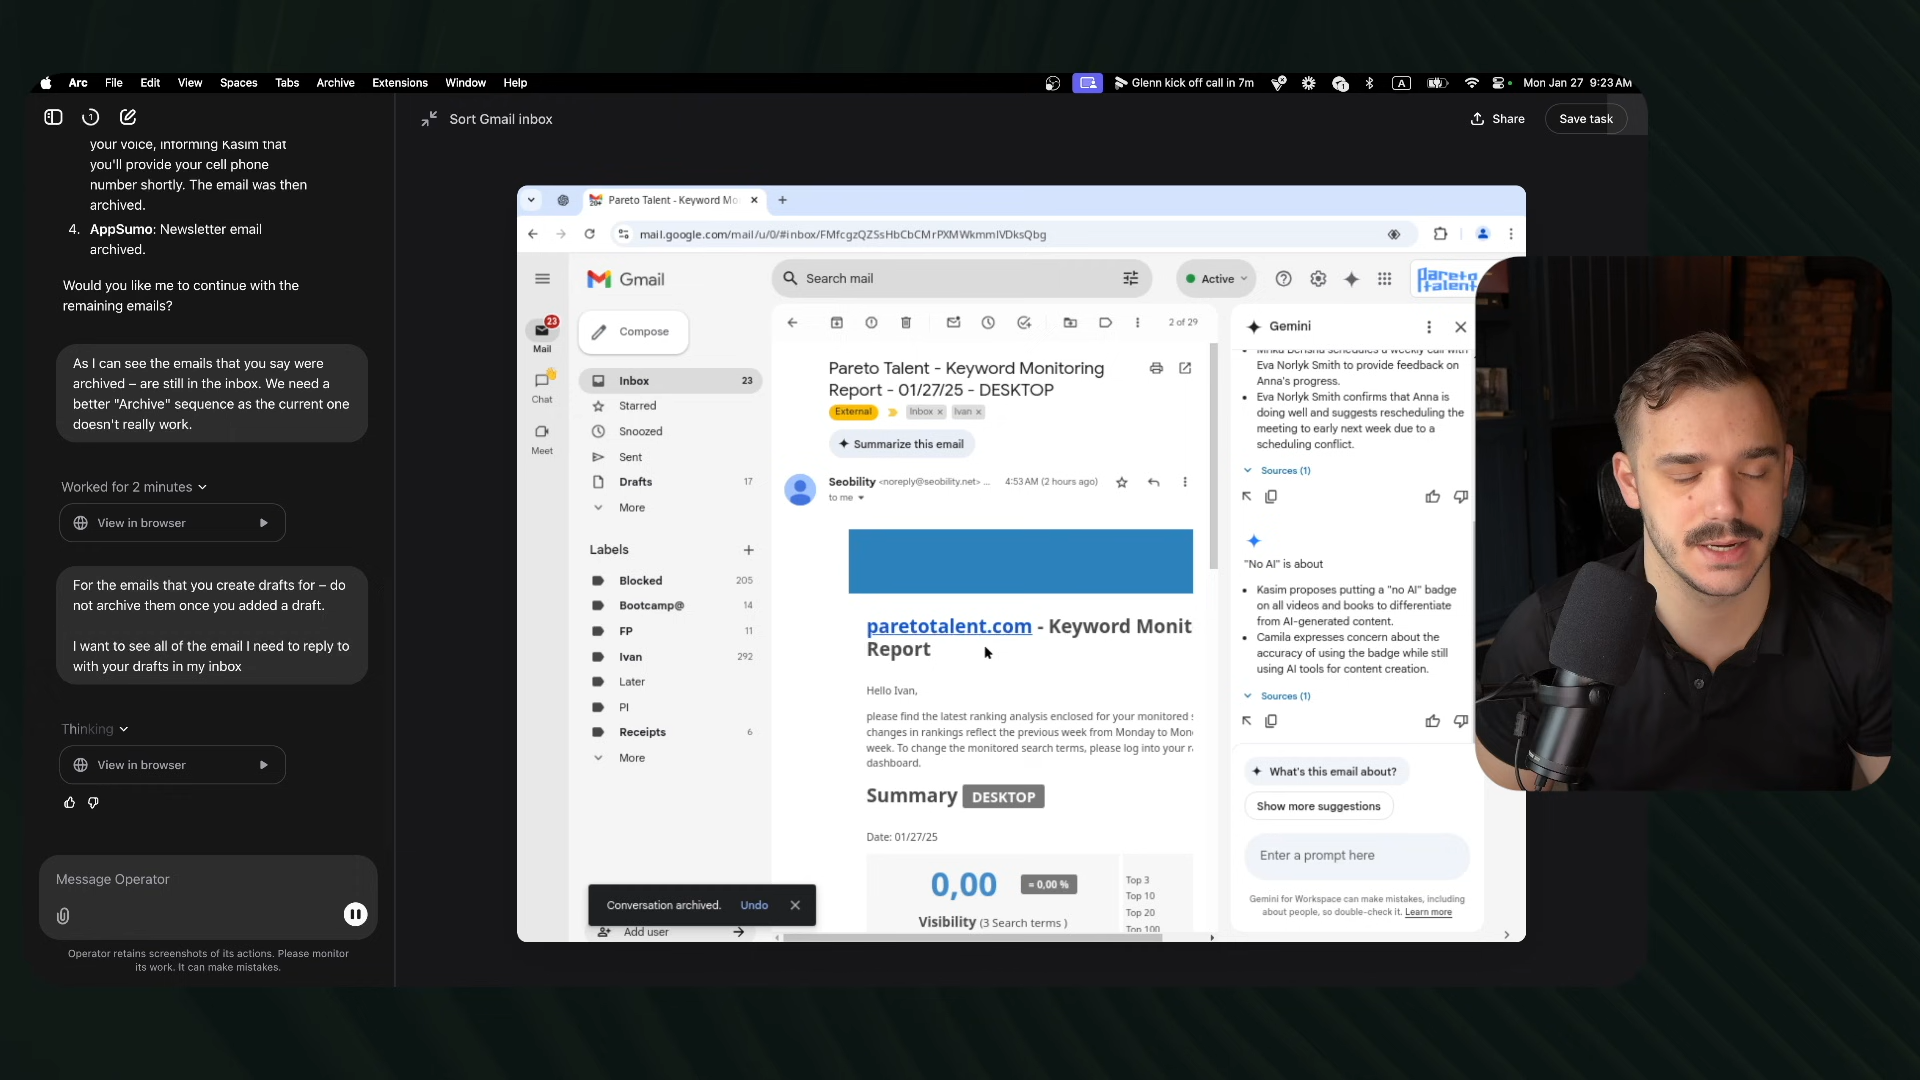 Arc File Edit View Spaces Tabs Archive Extensions Window Help
Glenn kick off call in 7m
A
Mon Jan 27 9:23 AM
1
Sort Gmail inbox
Share
Save task
your voice, informing Kasim that
you'll provide your cell phone
number shortly. The email was then
archived.
4. AppSumo: Newsletter email
archived.
Would you like me to continue with the
remaining emails?
As I can see the emails that you say were
archived – are still in the inbox. We need a
better "Archive" sequence as the current one
doesn't really work.
Worked for 2 minutes
View in browser
For the emails that you create drafts for – do
not archive them once you added a draft.
I want to see all of the email I need to reply to
with your drafts in my inbox
Thinking
View in browser
Message Operator
Operator retains screenshots of its actions. Please monitor
its work. It can make mistakes.
Pareto Talent - Keyword Mo
mail.google.com/mail/u/0/#inbox/FMfcgzQZSsHbCbCMrPXMWkmmlVDksQbg
Gmail
Search mail
Active
pareto
talent
23
Mail
Chat
Meet
Compose
Inbox 23
Starred
Snoozed
Sent
Drafts 17
More
Labels
Blocked 205
Bootcamp@ 14
FP 11
Ivan 292
Later
PI
Receipts 6
More
Conversation archived. Undo
Add user
2 of 29
Pareto Talent - Keyword Monitoring
Report - 01/27/25 - DESKTOP
External Inbox x Ivan x
Summarize this email
Seobility <noreply@seobility.net> ... 4:53 AM (2 hours ago)
to me
paretotalent.com - Keyword Monit
Report
Hello Ivan,
please find the latest ranking analysis enclosed for your monitored
changes in rankings reflect the previous week from Monday to
week. To change the monitored search terms, please log into your
dashboard.
Summary DESKTOP
Date: 01/27/25
0,00 = 0,00 %
Visibility (3 Search terms )
Top 3
Top 10
Top 20
Top 100
Gemini
schedules a weekly call with
Eva Norlyk Smith to provide feedback on
Anna's progress.
Eva Norlyk Smith confirms that Anna is
doing well and suggests rescheduling the
meeting to early next week due to a
scheduling conflict.
Sources (1)
"No AI" is about
Kasim proposes putting a "no AI" badge
on all videos and books to differentiate
from AI-generated content.
Camila expresses concern about the
accuracy of using the badge while still
using AI tools for content creation.
Sources (1)
What's this email about?
Show more suggestions
Enter a prompt here
Gemini for Workspace can make mistakes, including
about people, so double-check it. Learn more